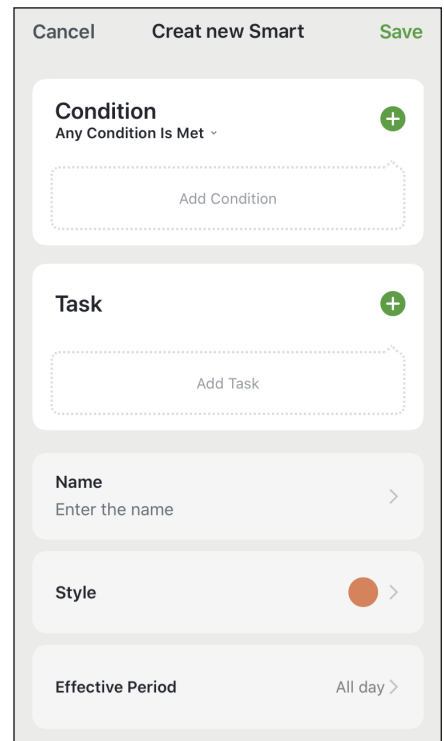 Cancel Creat new Smart Save
Condition
Any Condition Is Met
Add Condition
Task
Add Task
Name
Enter the name
Style
Effective Period All day